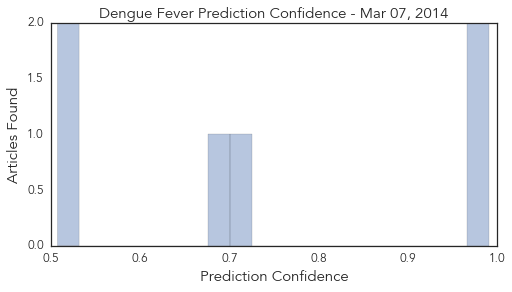 Dengue Fever Prediction Confidence - Mar 07, 2014
2.0
1.5
1.0
0.5
0.0
Articles Found
0.5 0.6 0.7 0.8 0.9 1.0
Prediction Confidence